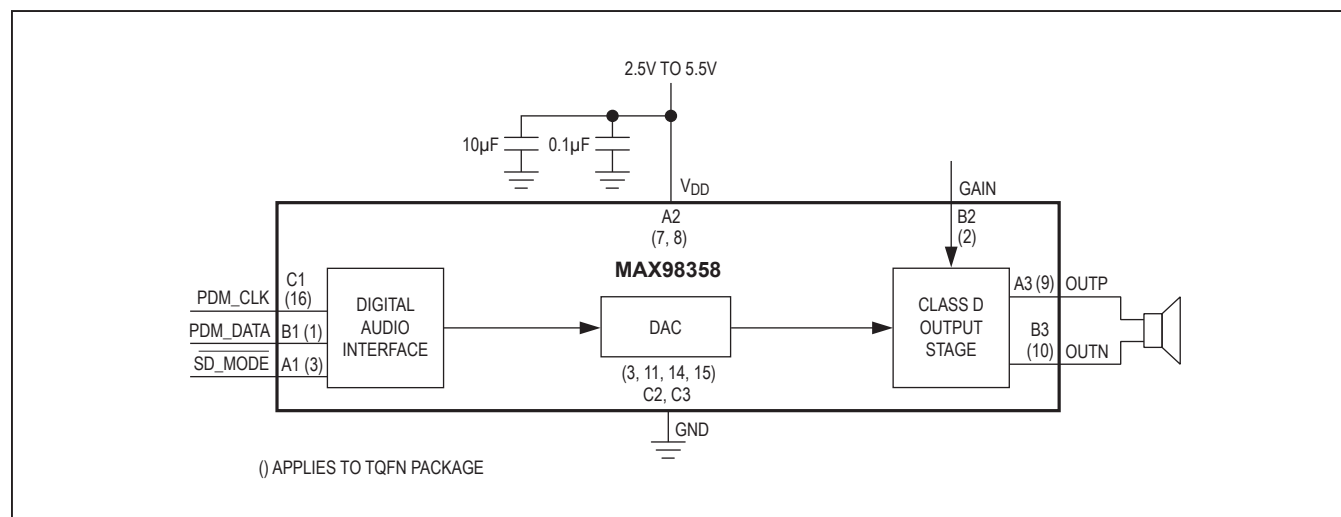 2.5V TO 5.5V
10µF
0.1µF
VDD
GAIN
A2
(7, 8)
B2
(2)
MAX98358
PDM_CLK
C1
(16)
PDM_DATA
B1 (1)
SD_MODE
A1 (3)
DIGITAL
AUDIO
INTERFACE
DAC
CLASS D
OUTPUT
STAGE
A3 (9)
OUTP
B3
(10)
OUTN
(3, 11, 14, 15)
C2, C3
GND
() APPLIES TO TQFN PACKAGE